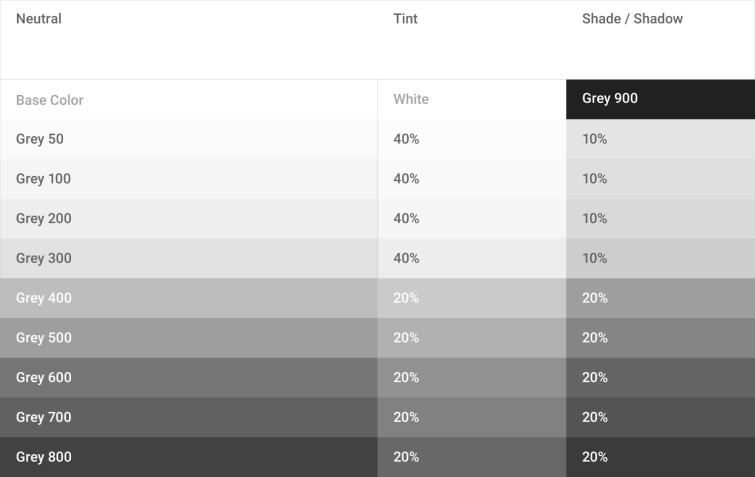 Neutral Tint Shade / Shadow
Base Color White Grey 900
Grey 50 40% 10%
Grey 100 40% 10%
Grey 200 40% 10%
Grey 300 40% 10%
Grey 400 20% 20%
Grey 500 20% 20%
Grey 600 20% 20%
Grey 700 20% 20%
Grey 800 20% 20%